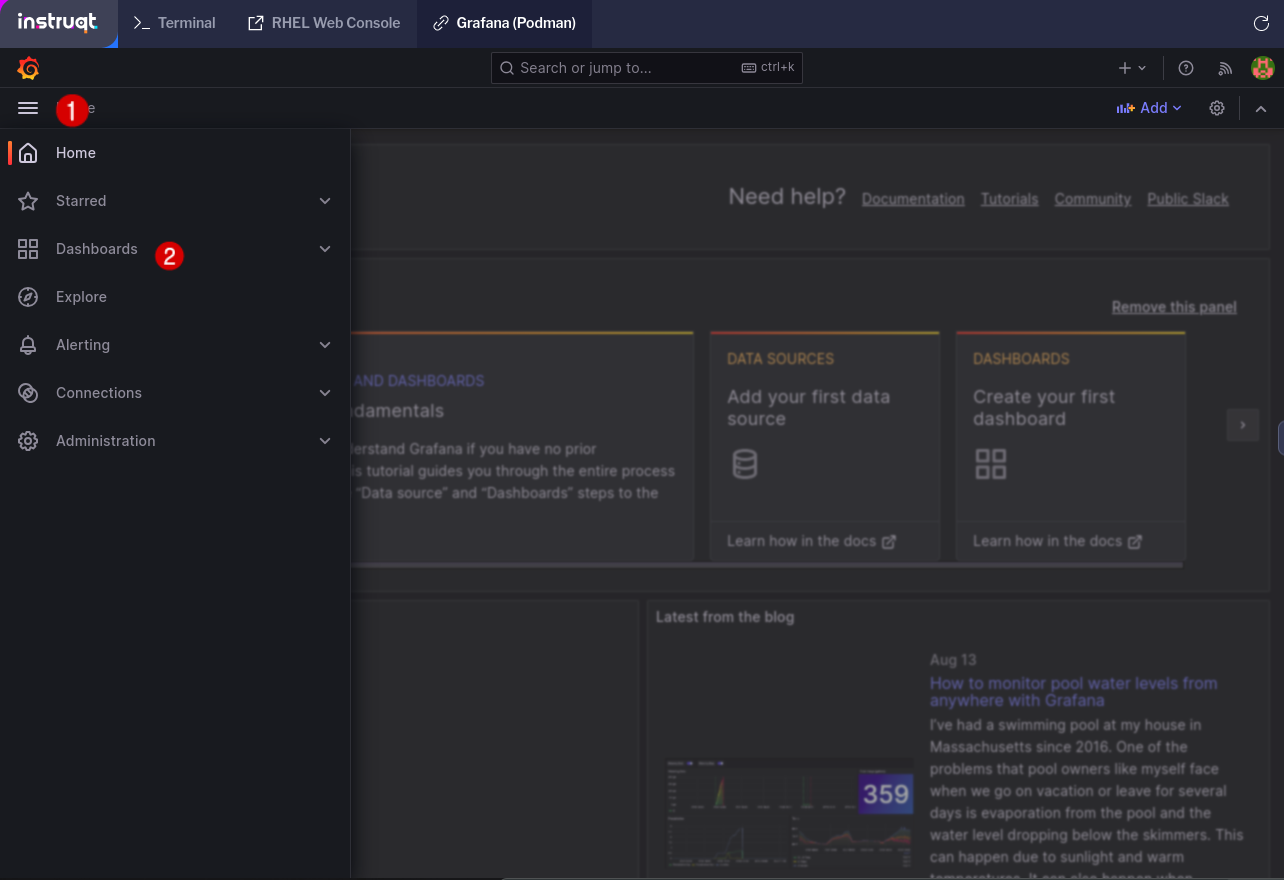 instruqt
Terminal
RHEL Web Console
Grafana (Podman)
Search or jump to...
ctrl+k
1
e
Add
Home
Starred
Dashboards
2
Explore
Alerting
Connections
Administration
Need help?
Documentation
Tutorials
Community
Public Slack
Remove this panel
AND DASHBOARDS
damentals
erstand Grafana if you have no prior
is tutorial guides you through the entire process
“Data source” and “Dashboards” steps to the
DATA SOURCES
Add your first data
source
Learn how in the docs
DASHBOARDS
Create your first
dashboard
Learn how in the docs
Latest from the blog
Aug 13
How to monitor pool water levels from
anywhere with Grafana
I've had a swimming pool at my house in
Massachusetts since 2016. One of the
problems that pool owners like myself face
when we go on vacation or leave for several
days is evaporation from the pool and the
water level dropping below the skimmers. This
can happen due to sunlight and warm
temperatures. It can also happen when
359